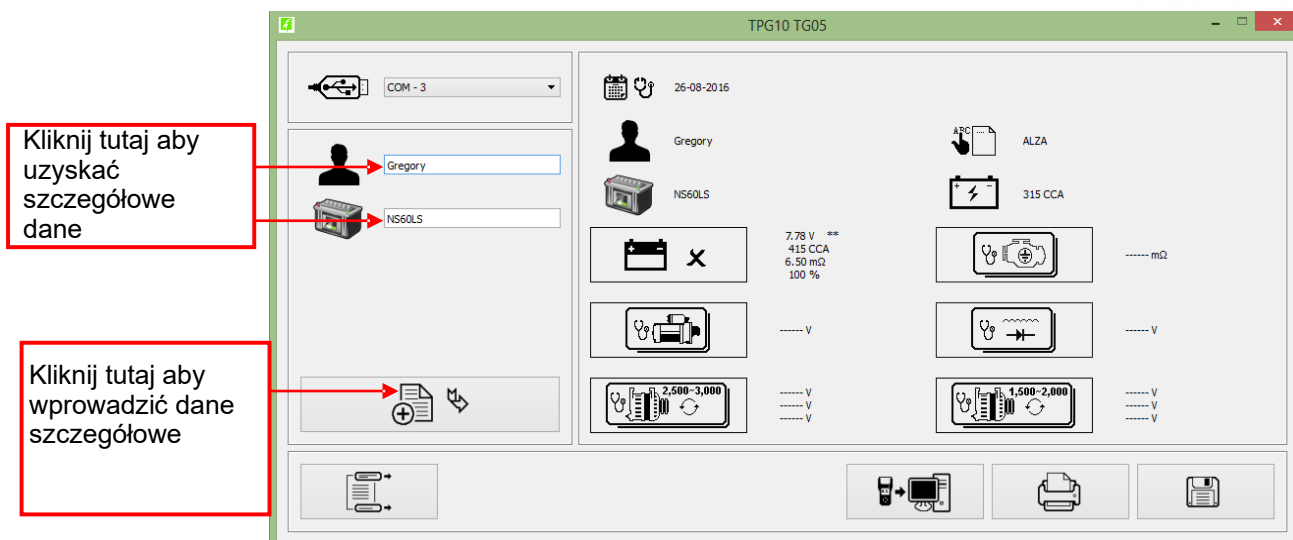 TPG10 TG05
COM - 3
Kliknij tutaj aby
uzyskać
szczegółowe
dane
Gregory
NS60LS
Kliknij tutaj aby
wprowadzić dane
szczegółowe
26-08-2016
Gregory
ABC
ALZA
NS60LS
315 CCA
7.78 V **
415 CCA
6.50 mΩ
100 %
------ mΩ
------ V
------ V
2,500~3,000
------ V
------ V
------ V
1,500~2,000
------ V
------ V
------ V